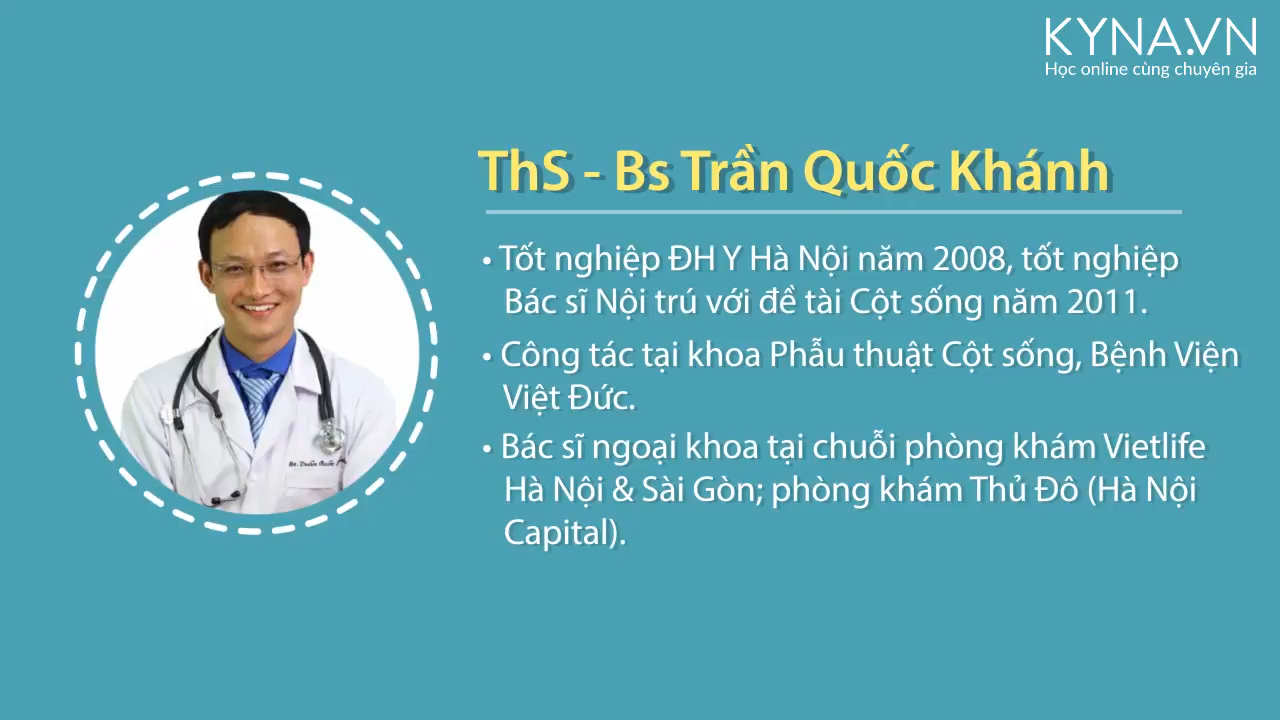 KYNA.VN
Học online cùng chuyên gia
ThS - Bs Trần Quốc Khánh
• Tốt nghiệp ĐH Y Hà Nội năm 2008, tốt nghiệp
Bác sĩ Nội trú với đề tài Cột sống năm 2011.
• Công tác tại khoa Phẫu thuật Cột sống, Bệnh Viện
Việt Đức.
• Bác sĩ ngoại khoa tại chuỗi phòng khám Vietlife
Hà Nội & Sài Gòn; phòng khám Thủ Đô (Hà Nội
Capital).
Bs. Trần Quốc